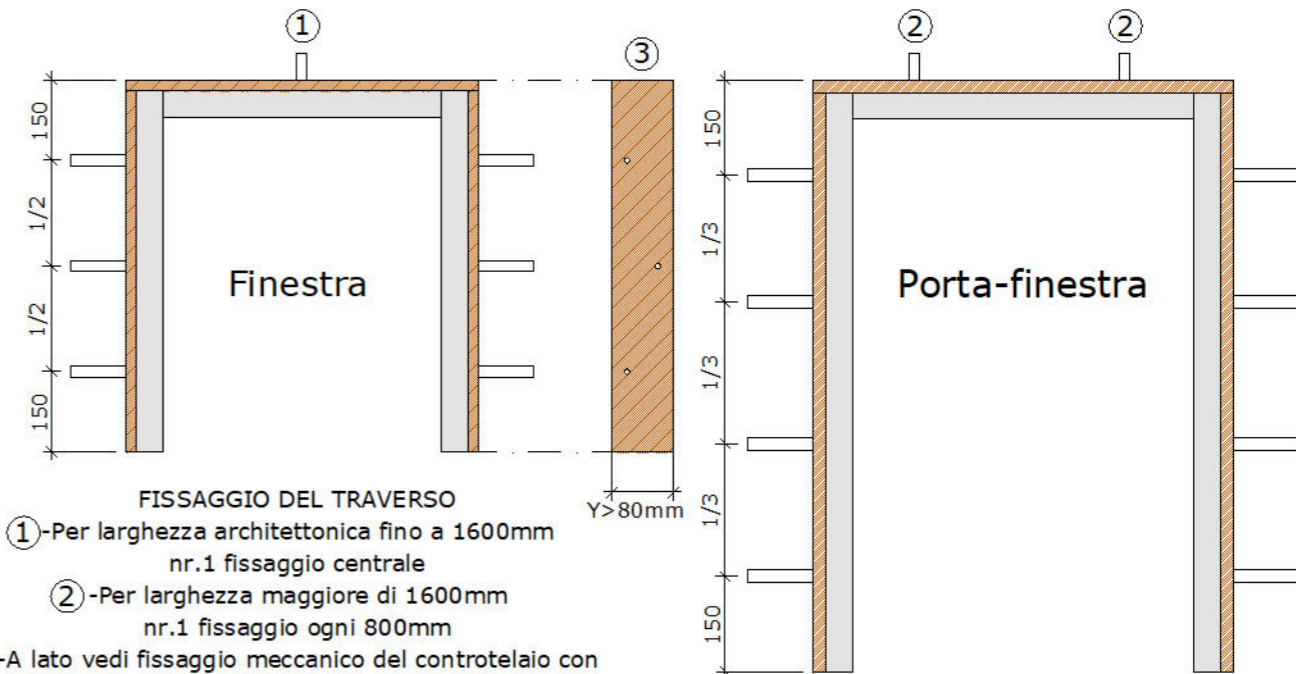 1
3
2 2
150
1/2
1/2
150
Finestra
Y>80mm
150
1/3
1/3
1/3
150
Porta-finestra
FISSAGGIO DEL TRAVERSO
1-Per larghezza architettonica fino a 1600mm
nr.1 fissaggio centrale
2-Per larghezza maggiore di 1600mm
nr.1 fissaggio ogni 800mm
-A lato vedi fissaggio meccanico del controtelaio con